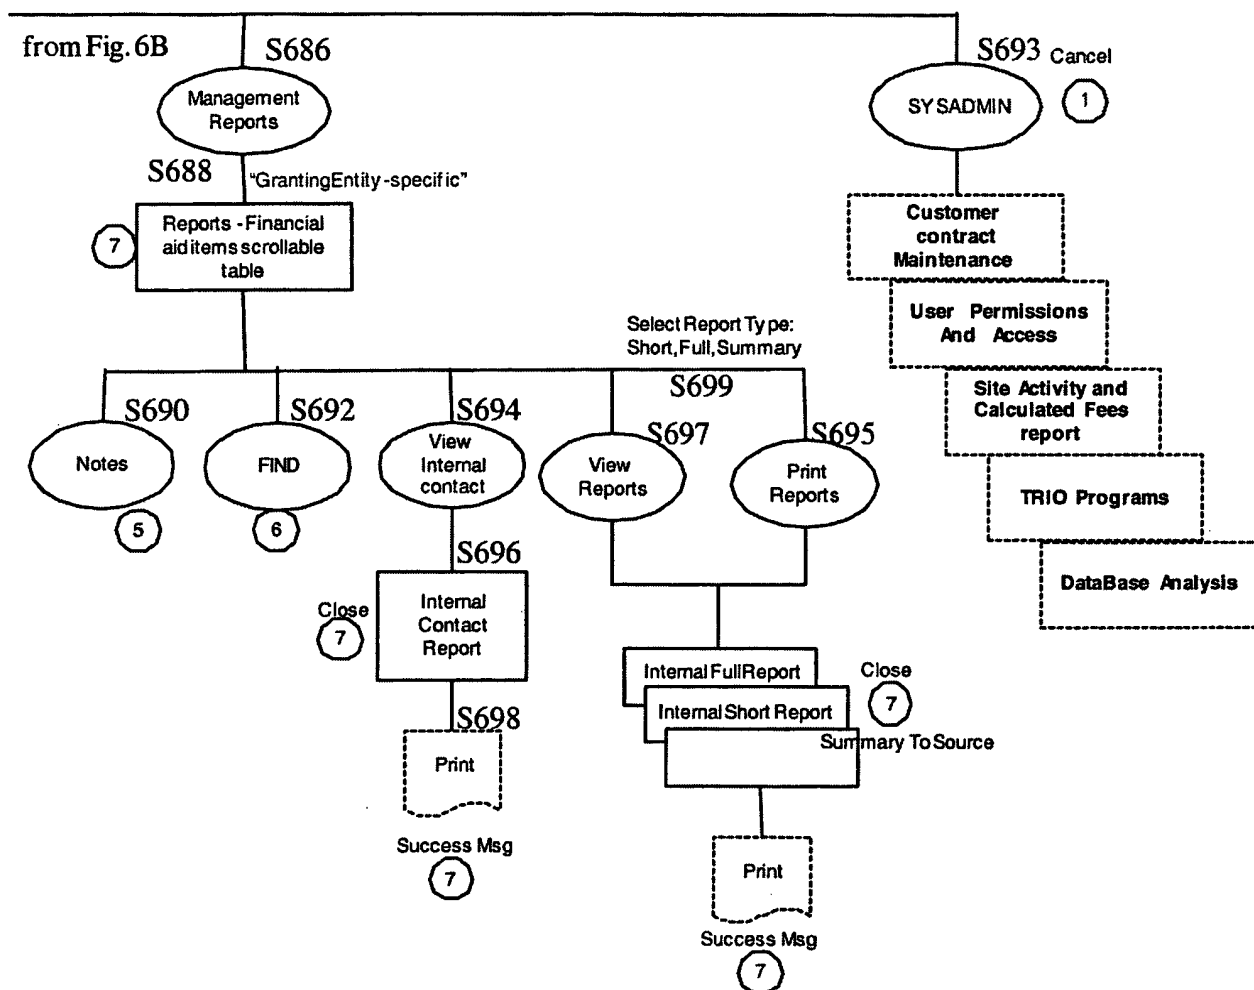 from Fig. 6B
S686
Management
Reports
S688
"GrantingEntity-specific"
7
Reports - Financial
aid items scrollable
table
S693
Cancel
1
SYSADMIN
Customer
contract
Maintenance
User Permissions
And Access
Site Activity and
Calculated Fees
report
TRIO Programs
DataBase Analysis
Select Report Type:
Short, Full, Summary
S699
S690
Notes
5
S692
FIND
6
S694
View
Internal
contact
S697
View
Reports
S695
Print
Reports
S696
Close
7
Internal
Contact
Report
S698
Print
Success Msg
7
Internal Full Report
Internal Short Report
Close
7
Summary To Source
Print
Success Msg
7